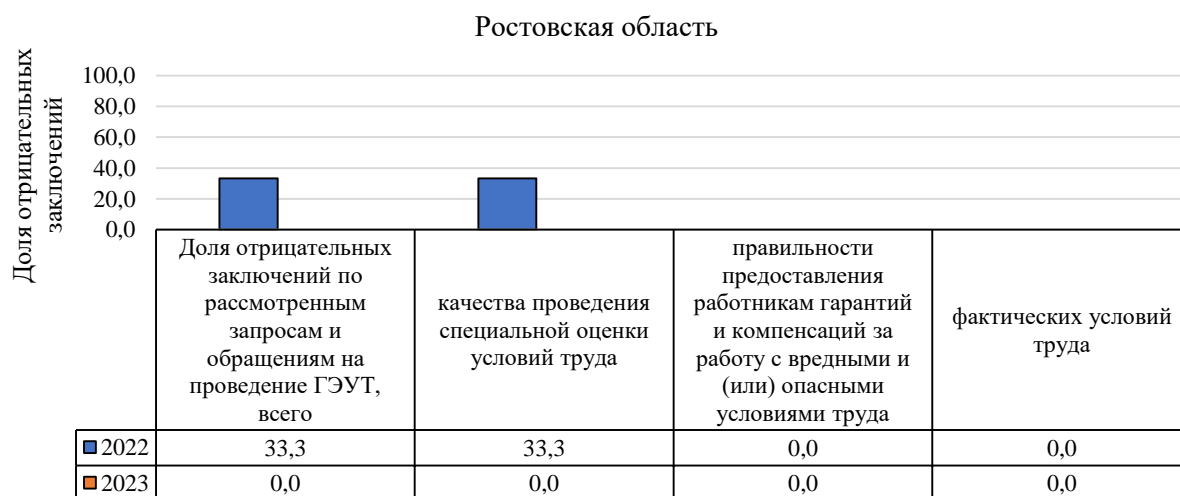 Ростовская область
Доля отрицательных
заключений
100,0
80,0
60,0
40,0
20,0
0,0
Доля отрицательных
заключений по
рассмотренным
запросам и
обращениям на
проведение ГЭУТ,
всего
качества проведения
специальной оценки
условий труда
правильности
предоставления
работникам гарантий
и компенсаций за
работу с вредными и
(или) опасными
условиями труда
фактических условий
труда
2022 33,3 33,3 0,0 0,0
2023 0,0 0,0 0,0 0,0